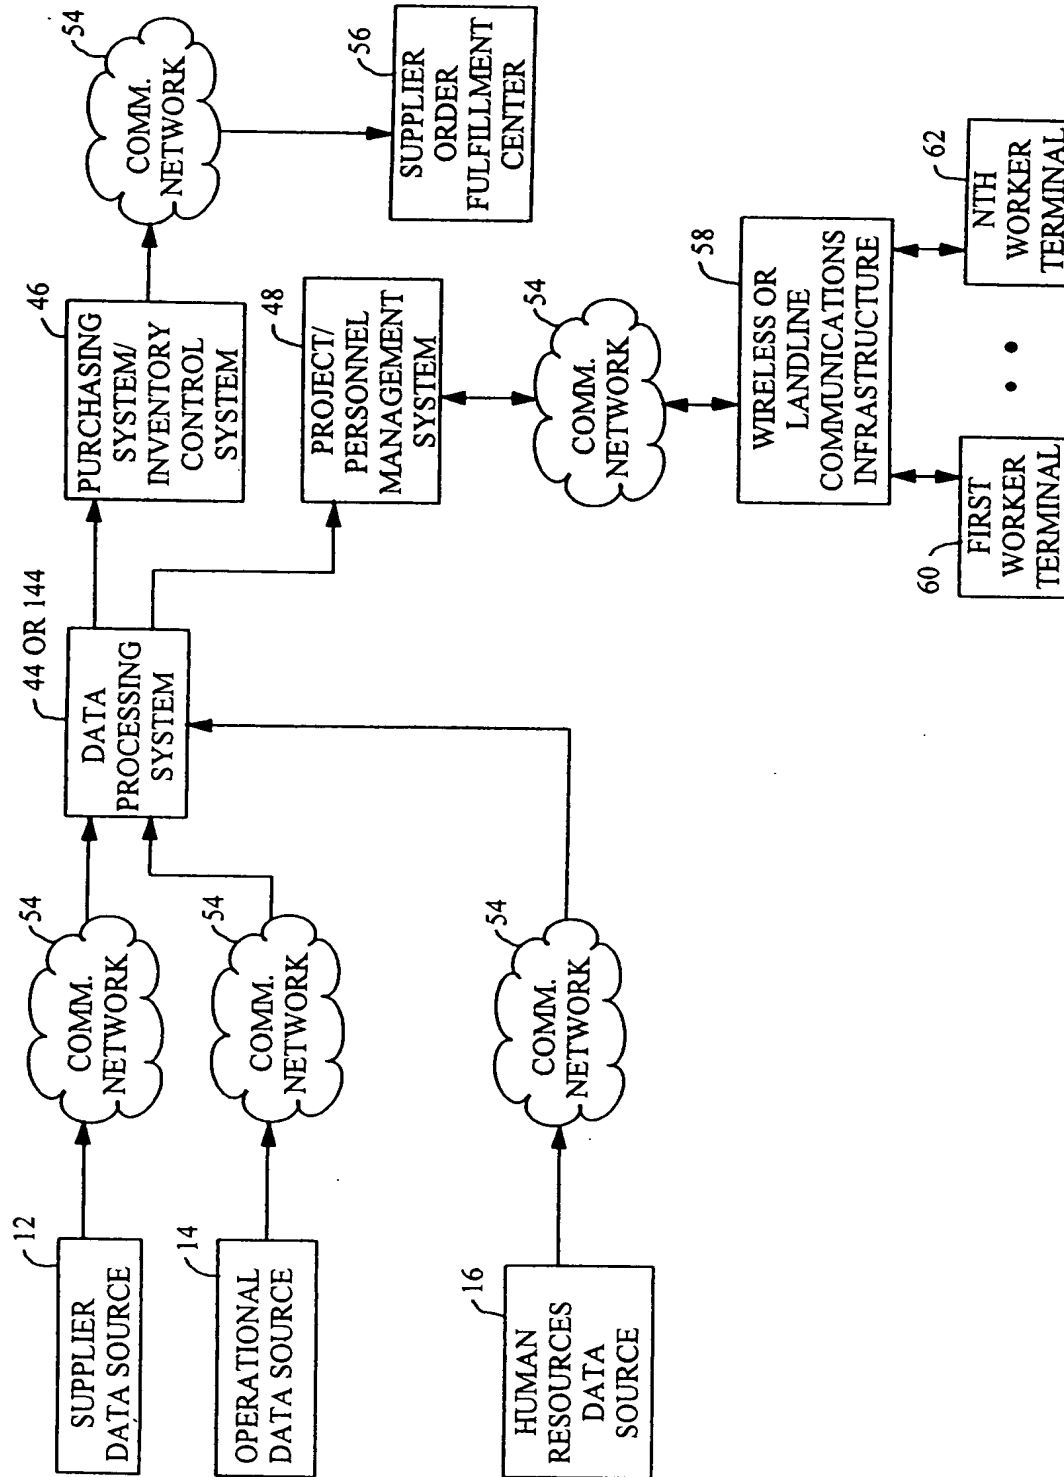 12
SUPPLIER
DATA SOURCE
14
OPERATIONAL
DATA SOURCE
16
HUMAN
RESOURCES
DATA
SOURCE
54
COMM.
NETWORK
54
COMM.
NETWORK
54
COMM.
NETWORK
44 OR 144
DATA
PROCESSING
SYSTEM
46
PURCHASING
SYSTEM/
INVENTORY
CONTROL
SYSTEM
48
PROJECT/
PERSONNEL
MANAGEMENT
SYSTEM
54
COMM.
NETWORK
56
SUPPLIER
ORDER
FULFILLMENT
CENTER
54
COMM.
NETWORK
58
WIRELESS OR
LANDLINE
COMMUNICATIONS
INFRASTRUCTURE
60
FIRST
WORKER
TERMINAL
62
NTH
WORKER
TERMINAL